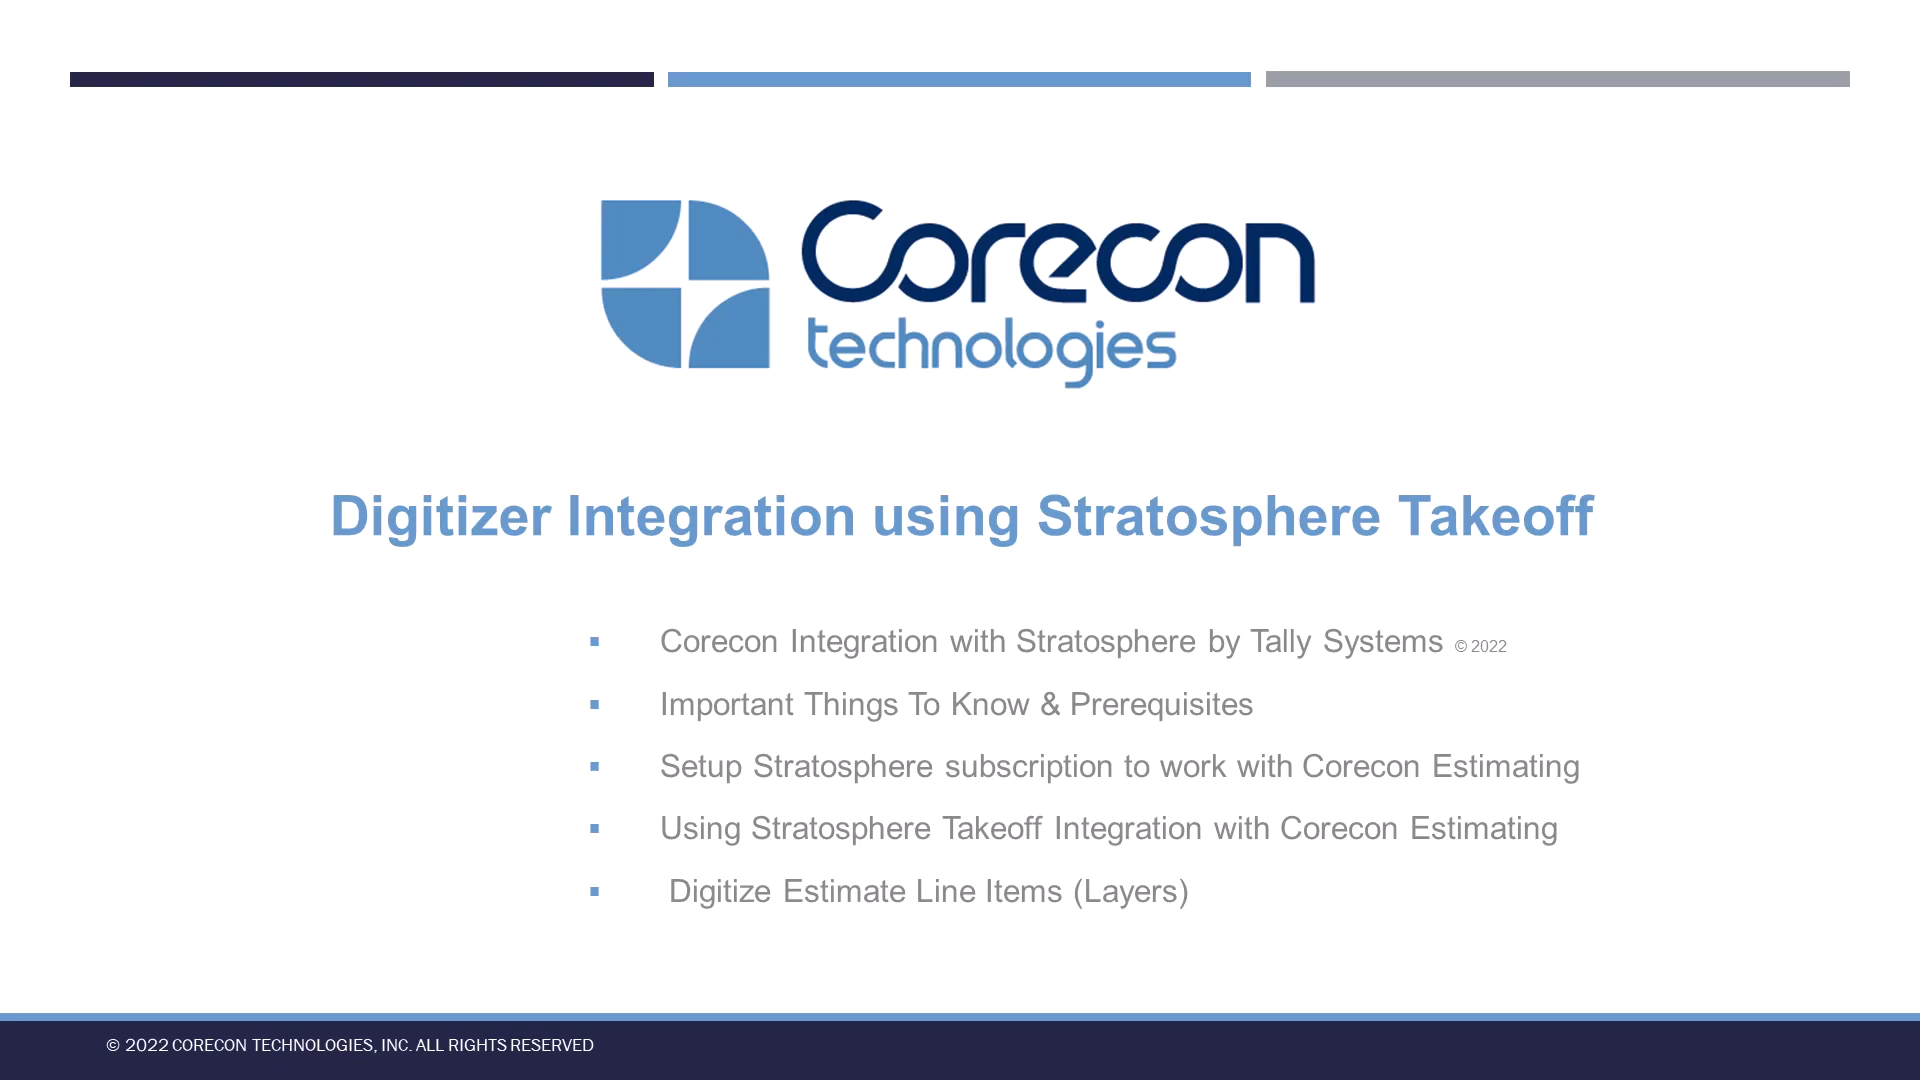 Corecon
technologies
Digitizer Integration using Stratosphere Takeoff
▪ Corecon Integration with Stratosphere by Tally Systems © 2022
▪ Important Things To Know & Prerequisites
▪ Setup Stratosphere subscription to work with Corecon Estimating
▪ Using Stratosphere Takeoff Integration with Corecon Estimating
▪ Digitize Estimate Line Items (Layers)
© 2022 CORECON TECHNOLOGIES, INC. ALL RIGHTS RESERVED